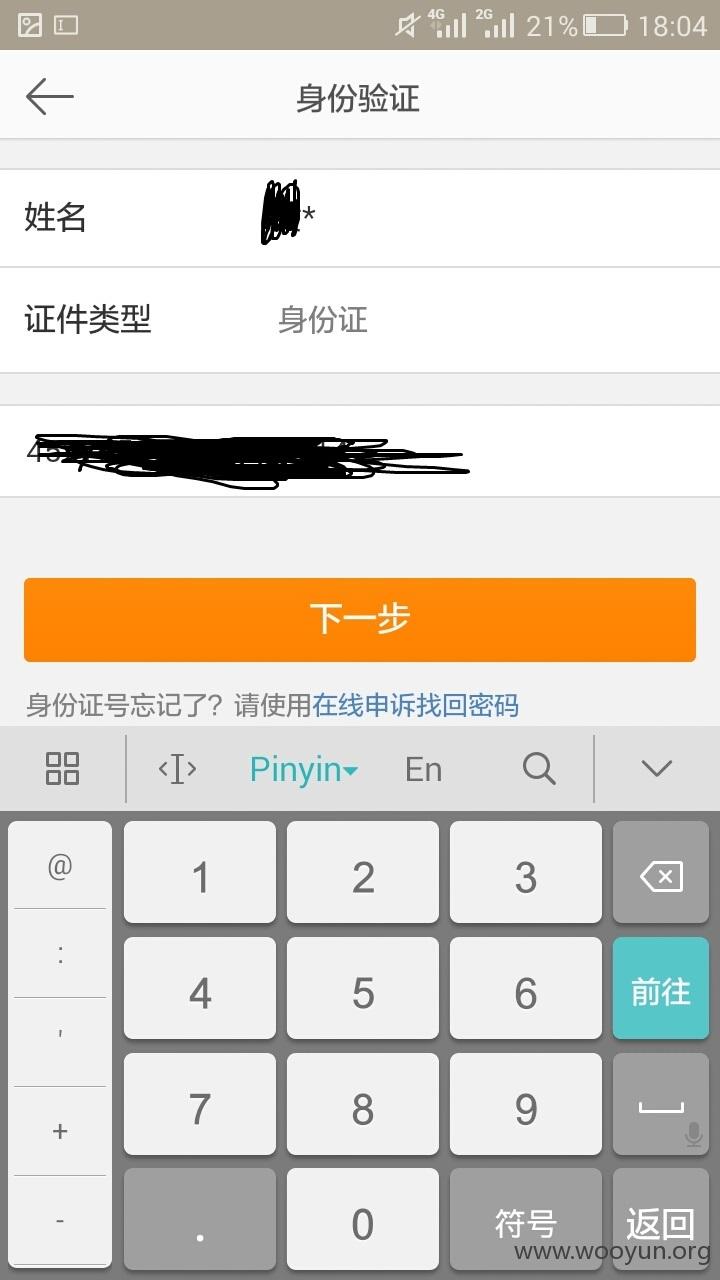 4G 2G 21% 18:04
身份验证
姓名 *
证件类型 身份证
下一步
身份证号忘记了？请使用在线申诉找回密码
Pinyin En
@ 1 2 3
: 4 5 6 前往
' 7 8 9
+
- . 0 符号 返回
www.wooyun.org